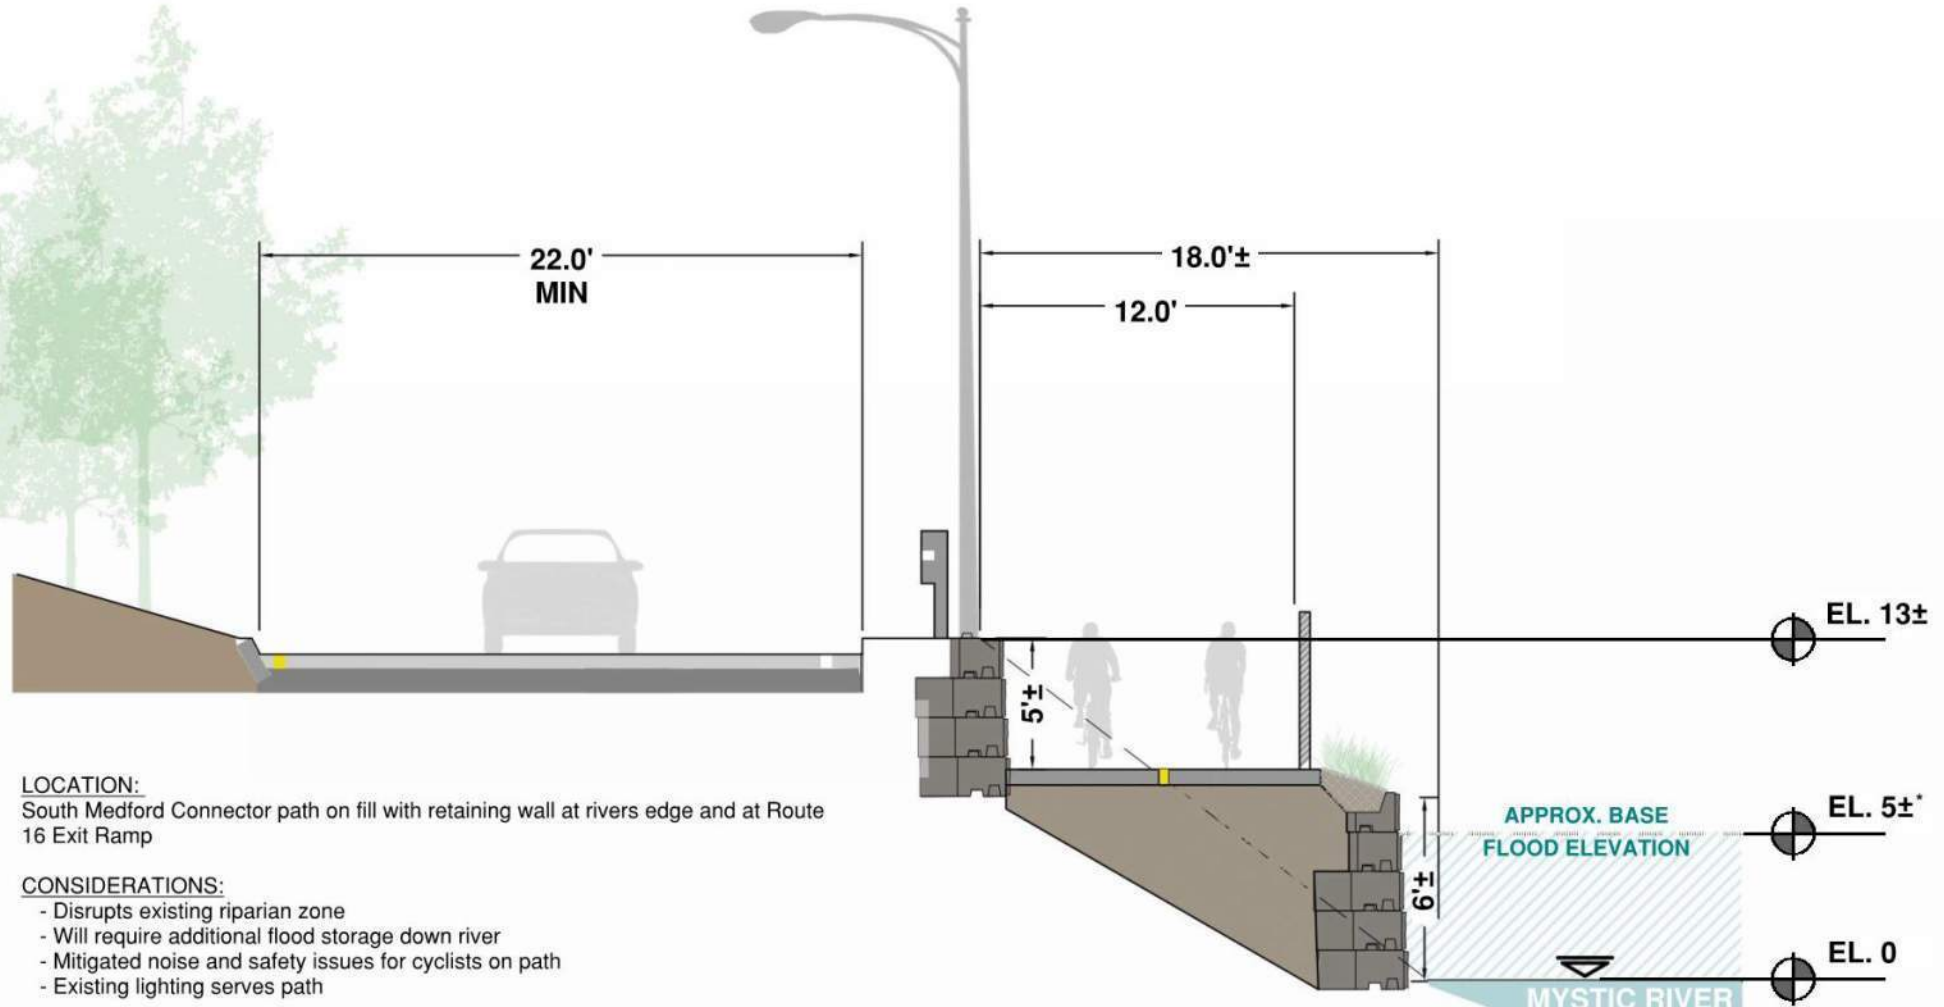 22.0'
MIN
18.0'±
12.0'
5'±
EL. 13±
LOCATION:
South Medford Connector path on fill with retaining wall at rivers edge and at Route
16 Exit Ramp
CONSIDERATIONS:
- Disrupts existing riparian zone
- Will require additional flood storage down river
- Mitigated noise and safety issues for cyclists on path
- Existing lighting serves path
APPROX. BASE
FLOOD ELEVATION
EL. 5±*
6'±
EL. 0
MYSTIC RIVER